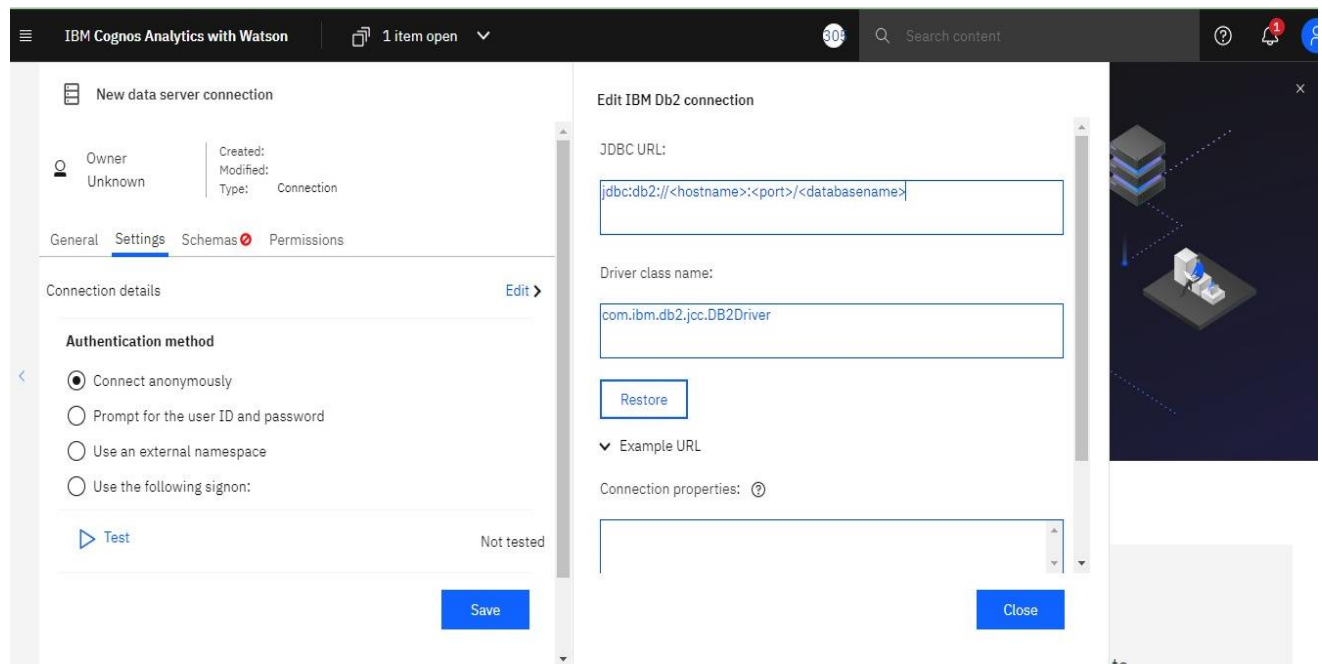 IBM Cognos Analytics with Watson
1 item open
305
Search content
1
New data server connection
Owner
Unknown
Created:
Modified:
Type: Connection
General Settings Schemas Permissions
Connection details Edit
Authentication method
Connect anonymously
Prompt for the user ID and password
Use an external namespace
Use the following signon:
Test Not tested
Save
Edit IBM Db2 connection
JDBC URL:
jdbc:db2://<hostname>:<port>/<databasename>
Driver class name:
com.ibm.db2.jcc.DB2Driver
Restore
Example URL
Connection properties:
Close